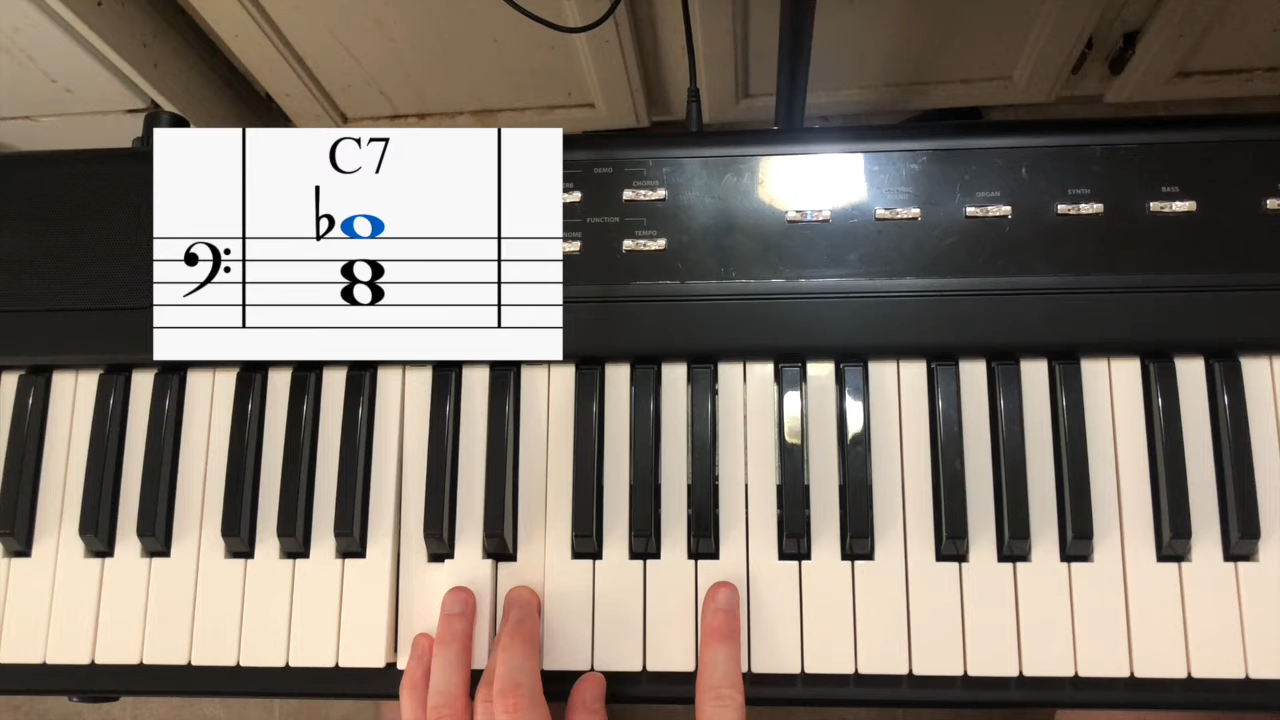 C7
DEMO
CHORUS
ORGAN
SYNTH
BASS
FUNCTION
TEMPO